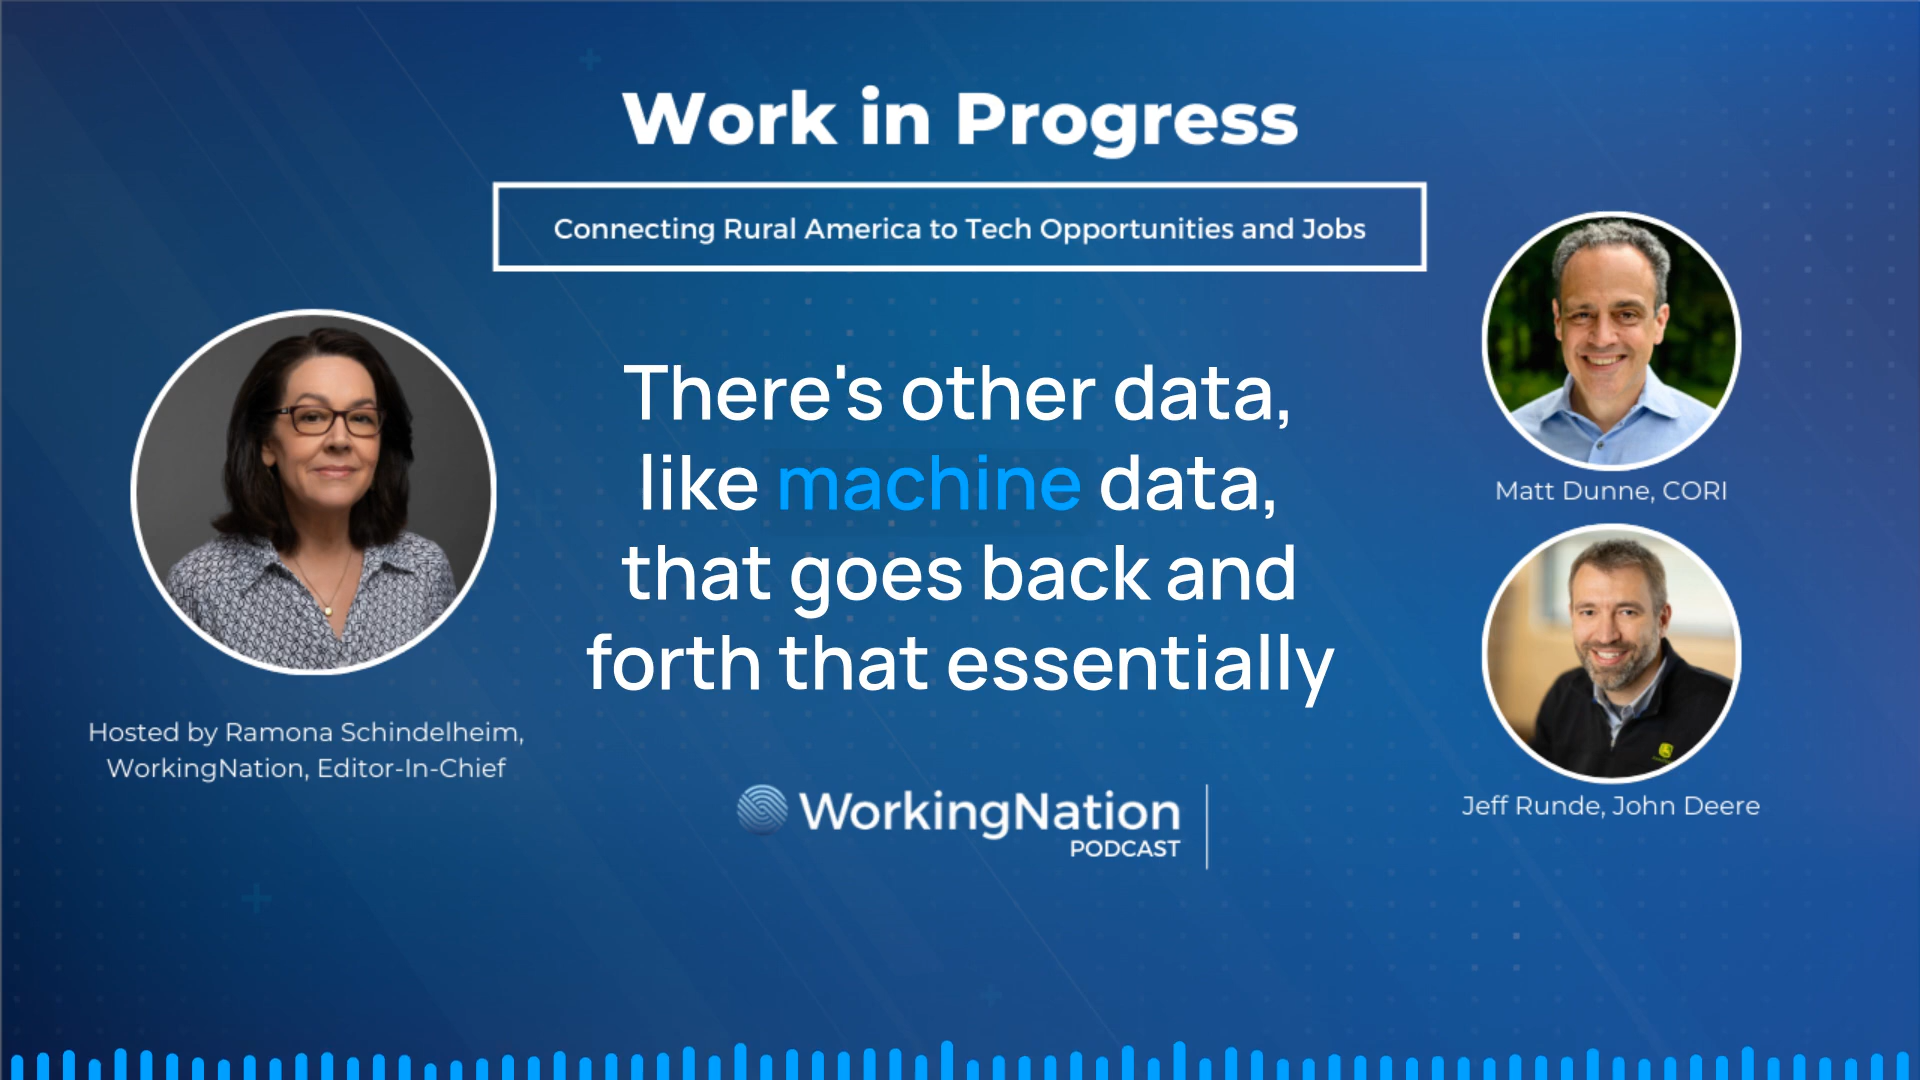 Work in Progress
Connecting Rural America to Tech Opportunities and Jobs
There's other data,
like machine data,
that goes back and
forth that essentially
Hosted by Ramona Schindelheim,
WorkingNation, Editor-In-Chief
Matt Dunne, CORI
Jeff Runde, John Deere
WorkingNation
PODCAST